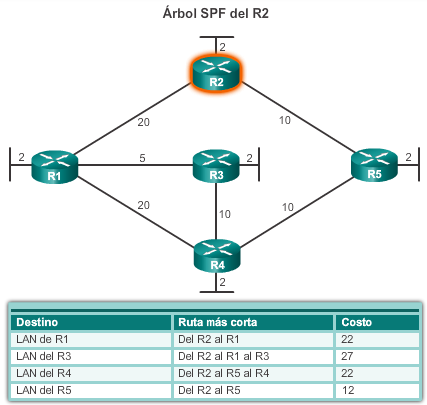 Árbol SPF del R2
2
R2
20
10
2
R1
5
2
R3
2
R5
20
10
10
R4
2
Destino Ruta más corta Costo
LAN de R1 Del R2 al R1 22
LAN del R3 Del R2 al R1 al R3 27
LAN del R4 Del R2 al R5 al R4 22
LAN del R5 Del R2 al R5 12